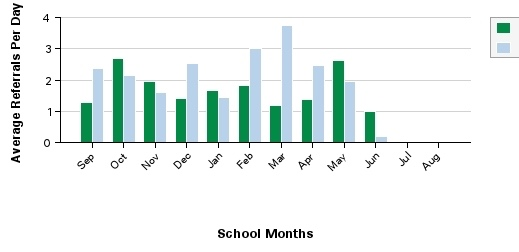 Average Referrals Per Day
4
3
2
1
0
Sep Oct Nov Dec Jan Feb Mar Apr May Jun Jul Aug
School Months